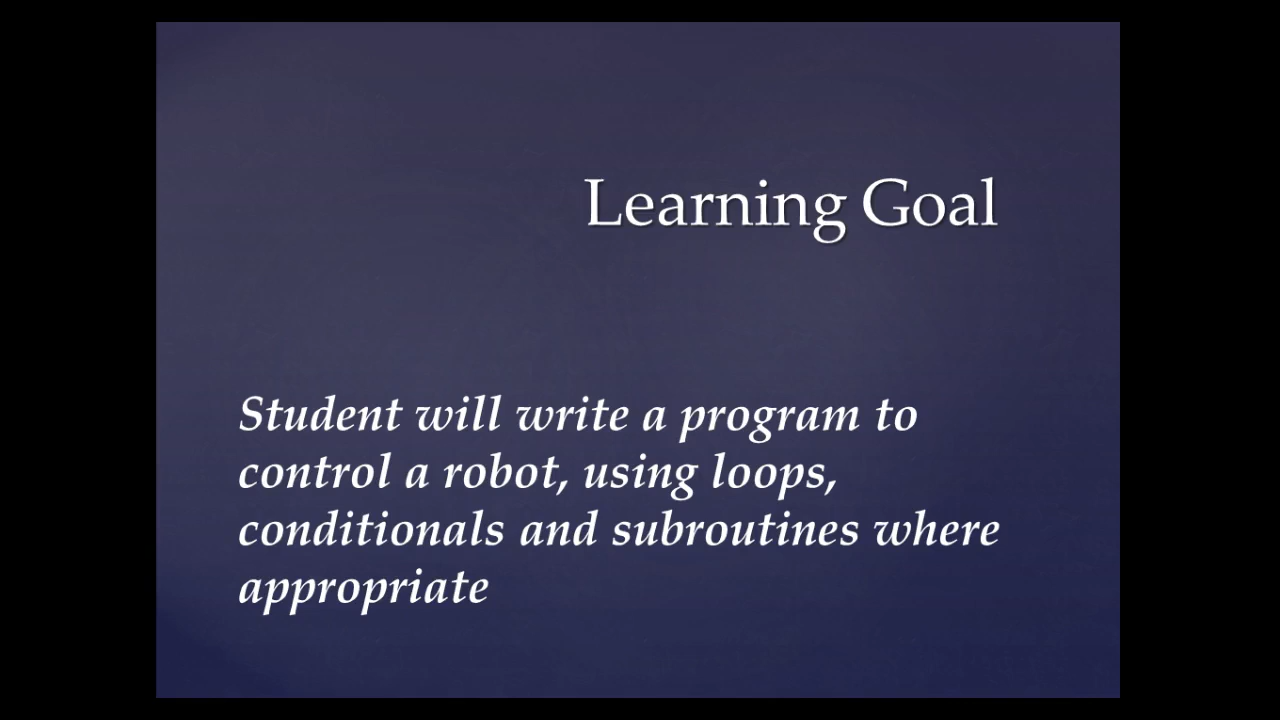 Learning Goal
Student will write a program to
control a robot, using loops,
conditionals and subroutines where
appropriate